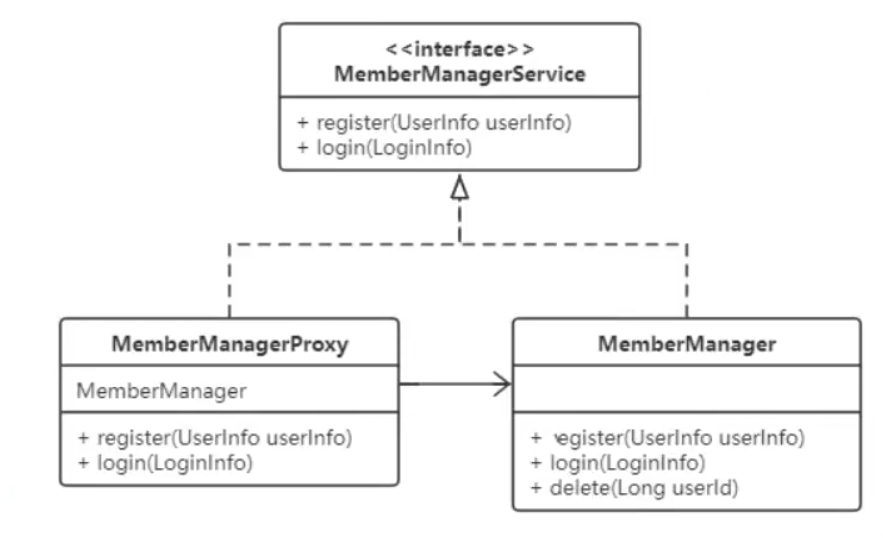 <<interface>>
MemberManagerService
+ register(UserInfo userInfo)
+ login(LoginInfo)
MemberManagerProxy
MemberManager
+ register(UserInfo userInfo)
+ login(LoginInfo)
MemberManager
+ register(UserInfo userInfo)
+ login(LoginInfo)
+ delete(Long userId)